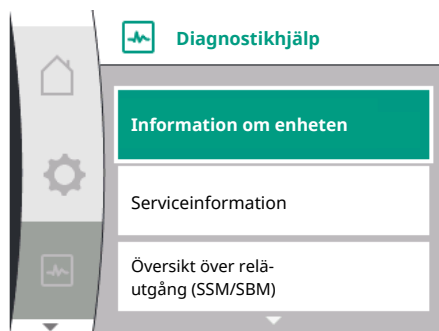 Diagnostikhjälp
Information om enheten
Serviceinformation
Översikt över relä-
utgång (SSM/SBM)